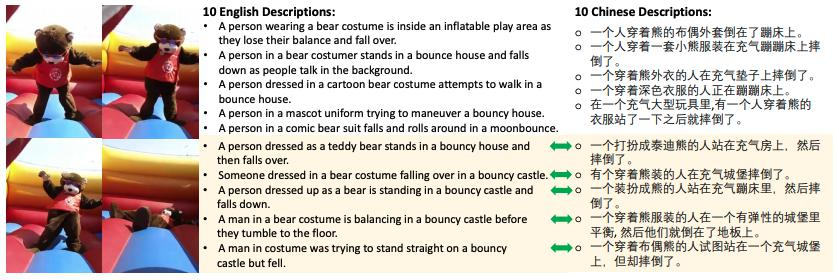 10 English Descriptions:
• A person wearing a bear costume is inside an inflatable play area as
they lose their balance and fall over.
• A person in a bear costumer stands in a bounce house and falls
down as people talk in the background.
• A person dressed in a cartoon bear costume attempts to walk in a
bounce house.
• A person in a mascot uniform trying to maneuver a bouncy house.
• A person in a comic bear suit falls and rolls around in a moonbounce.
• A person dressed as a teddy bear stands in a bouncy house and
then falls over.
• Someone dressed in a bear costume falling over in a bouncy castle.
• A person dressed up as a bear is standing in a bouncy castle and
falls down.
• A man in a bear costume is balancing in a bouncy castle before
they tumble to the floor.
• A man in costume was trying to stand straight on a bouncy
castle but fell.
10 Chinese Descriptions:
○ 一个人穿着熊的布偶外套倒在了蹦床上。
○ 一个人穿着一套小熊服装在充气蹦蹦床上摔
倒了。
○ 一个穿着熊外衣的人在充气垫子上摔倒了。
○ 一个穿着深色衣服的人正在蹦蹦床上。
○ 在一个充气大型玩具里,有一个人穿着熊的
衣服站了一下之后就摔倒了。
○ 一个打扮成泰迪熊的人站在充气房上，然后
摔倒了。
○ 有个穿着熊装的人在充气城堡摔倒了。
○ 一个装扮成熊的人站在充气蹦床里，然后摔
倒了。
○ 一个穿着熊服装的人在一个有弹性的城堡里
平衡, 然后他们就倒在了地板上。
○ 一个穿着布偶熊的人试图站在一个充气城堡
上，但却摔倒了。